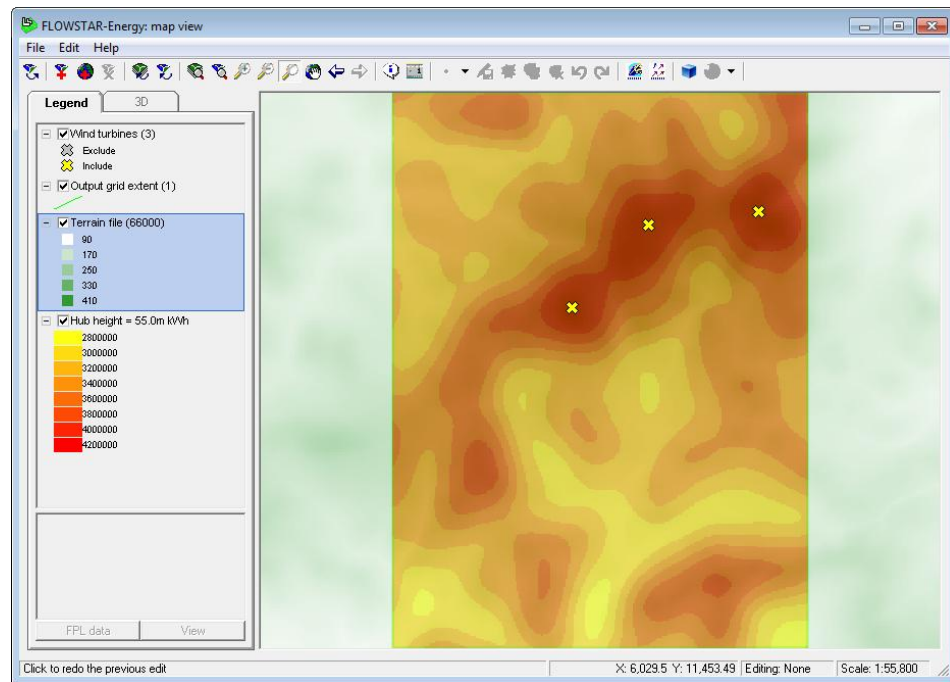 FLOWSTAR-Energy: map view
File Edit Help
Legend 3D
Wind turbines (3)
Exclude
Include
Output grid extent (1)
Terrain file (66000)
90
170
250
330
410
Hub height = 55.0m kWh
2800000
3000000
3200000
3400000
3600000
3800000
4000000
4200000
FPL data View
Click to redo the previous edit X: 6,029.5 Y: 11,453.49 Editing: None Scale: 1:55,800